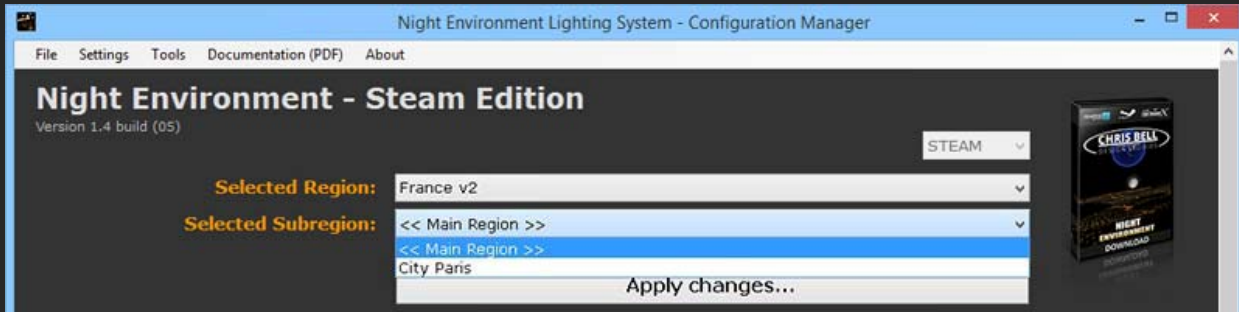 Night Environment Lighting System - Configuration Manager
File Settings Tools Documentation (PDF) About
Night Environment - Steam Edition
Version 1.4 build (05)
STEAM
CHRIS BELL
NIGHT
ENVIRONMENT
DOWNLOAD
Selected Region: France v2
Selected Subregion: << Main Region >>
<< Main Region >>
City Paris
Apply changes...